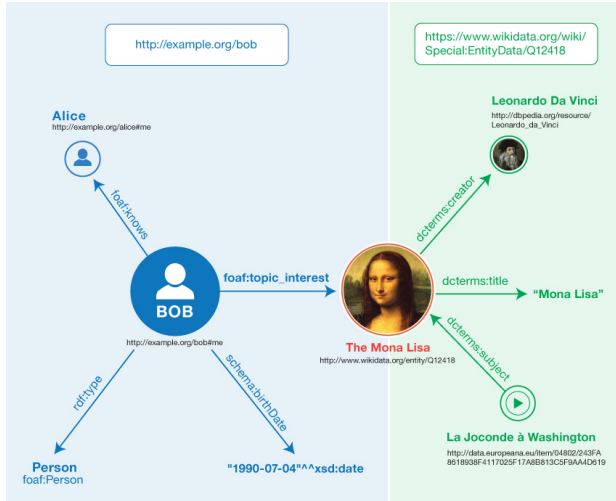 http://example.org/bob
https://www.wikidata.org/wiki/
Special:EntityData/Q12418
Alice
http://example.org/alice#me
Leonardo Da Vinci
http://dbpedia.org/resource/
Leonardo_da_Vinci
foaf:knows
dcterms:creator
foaf:topic_interest
dcterms:title
"Mona Lisa"
BOB
http://example.org/bob#me
The Mona Lisa
http://www.wikidata.org/entity/Q12418
dcterms:subject
rdf:type
schema:birthDate
La Joconde à Washington
http://data.europeana.eu/item/04802/243FA
8618938F4117025F17A8B813C5F9AA4D619
Person
foaf:Person
"1990-07-04"^^xsd:date